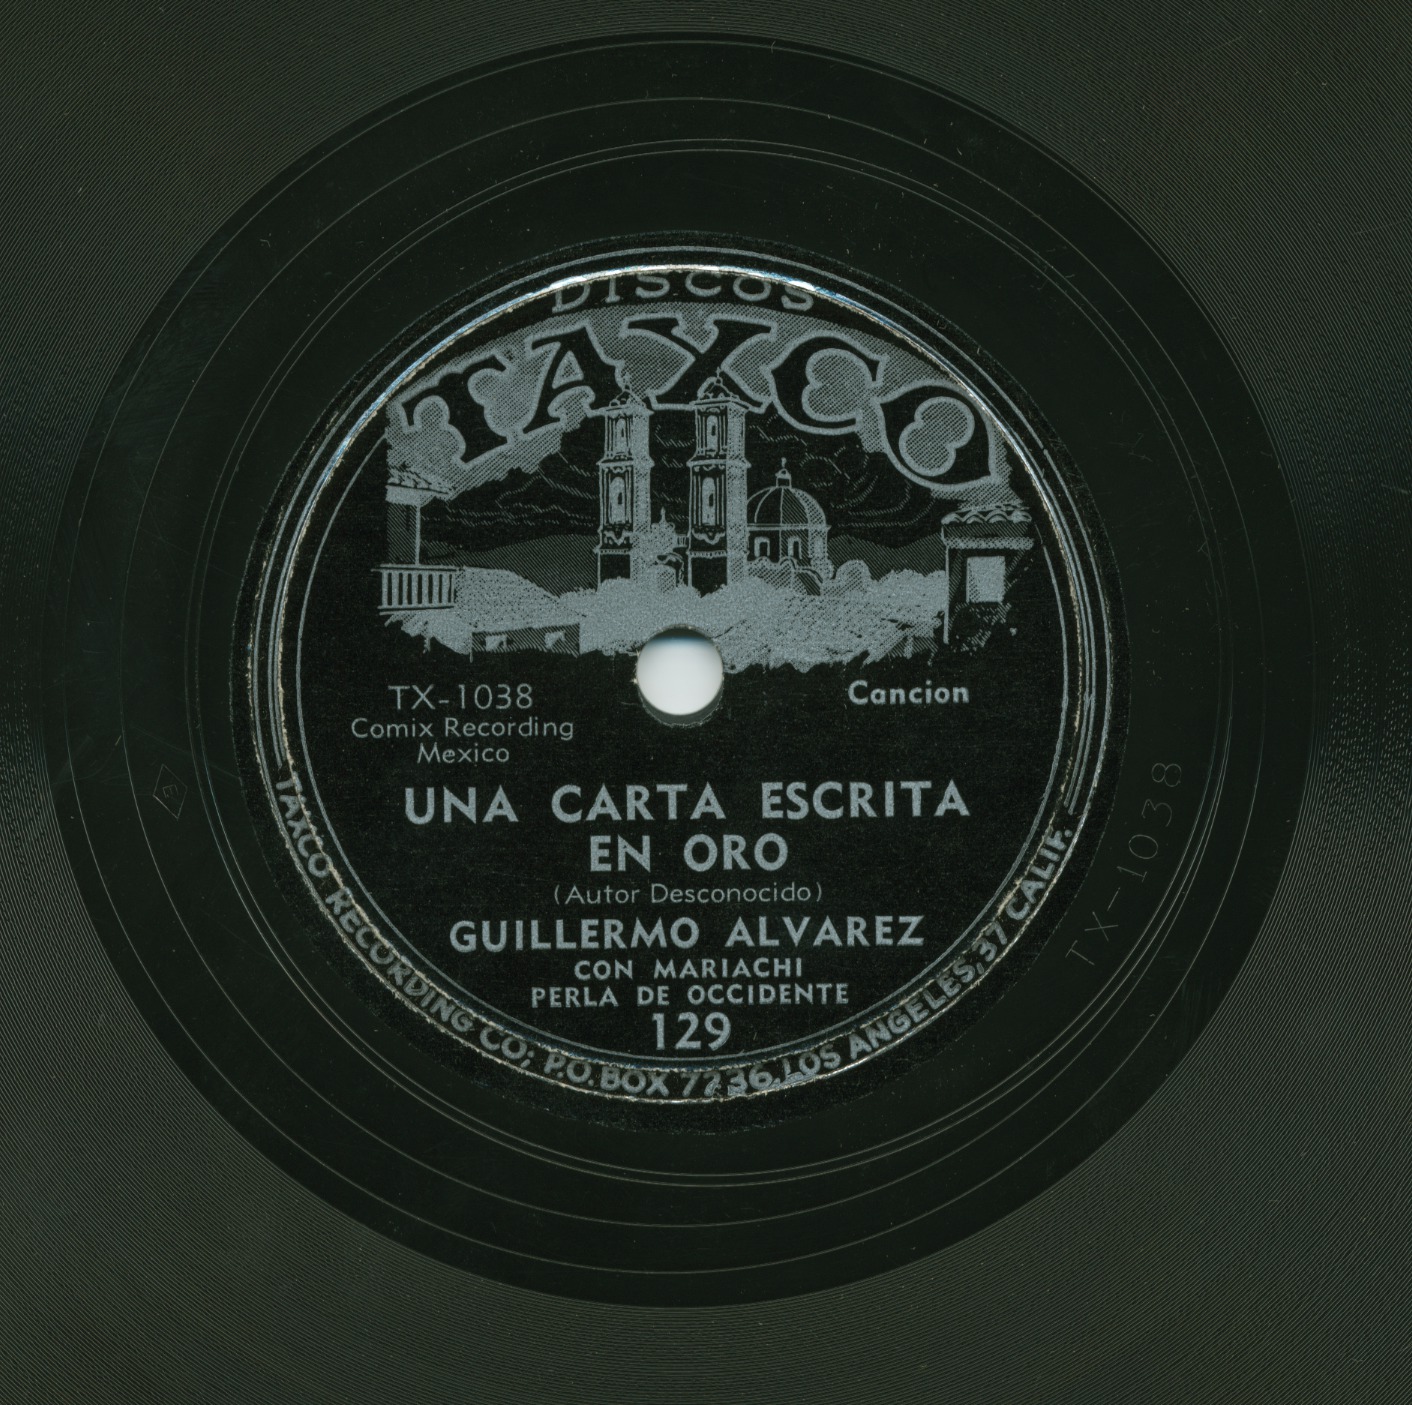 DISCOS
TAXCO
TX-1038
Comix Recording
Mexico
Cancion
UNA CARTA ESCRITA
EN ORO
(Autor Desconocido)
GUILLERMO ALVAREZ
CON MARIACHI
PERLA DE OCCIDENTE
129
TAXCO RECORDING CO; P.O. BOX LOS ANGELES, 37 CALIF.
TX-1038